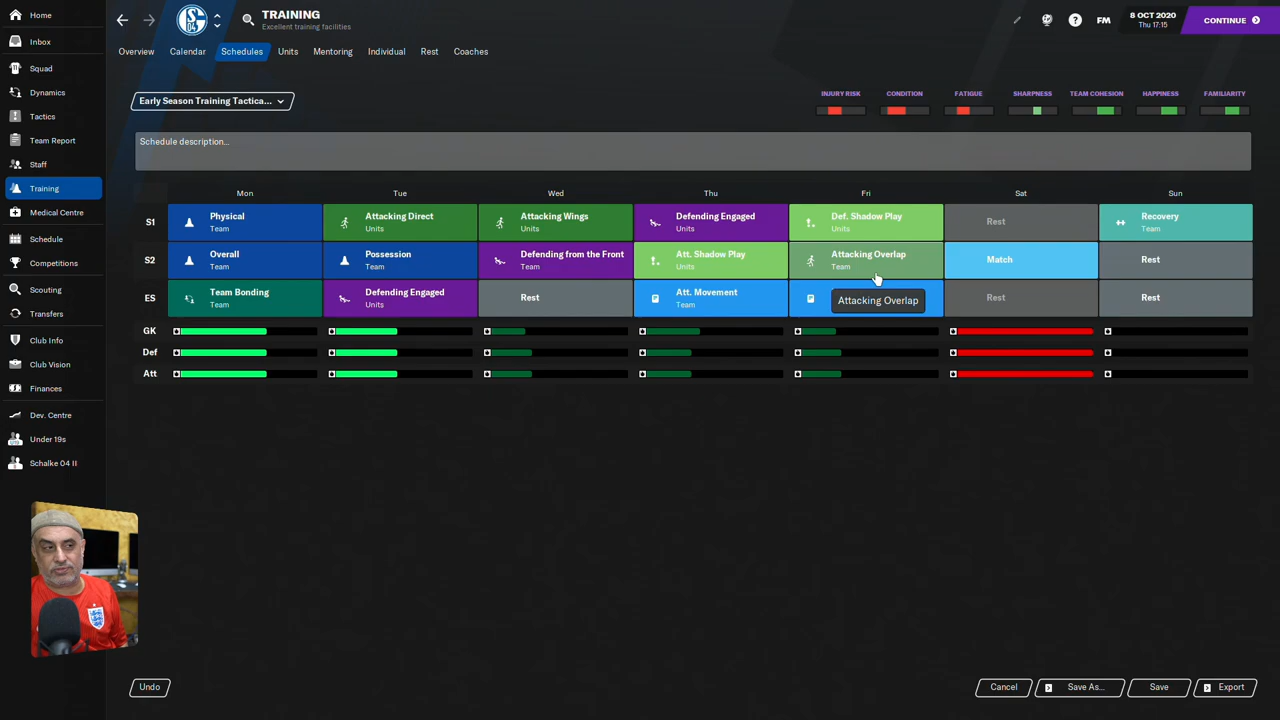 Home
TRAINING
Excellent training facilities
FM
8 OCT 2020
Thu 17:15
CONTINUE
Inbox
Overview
Calendar
Schedules
Units
Mentoring
Individual
Rest
Coaches
Squad
Dynamics
Tactics
Team Report
Staff
Training
Medical Centre
Schedule
Competitions
Scouting
Transfers
Club Info
Club Vision
Finances
Dev. Centre
Under 19s
Schalke 04 II
Early Season Training Tactica...
INJURY RISK
CONDITION
FATIGUE
SHARPNESS
TEAM COHESION
HAPPINESS
FAMILIARITY
Schedule description...
Mon
Tue
Wed
Thu
Fri
Sat
Sun
S1
Physical
Team
Attacking Direct
Units
Attacking Wings
Units
Defending Engaged
Units
Def. Shadow Play
Units
Rest
Recovery
Team
S2
Overall
Team
Possession
Team
Defending from the Front
Team
Att. Shadow Play
Units
Attacking Overlap
Team
Match
Rest
ES
Team Bonding
Team
Defending Engaged
Units
Rest
Att. Movement
Team
Attacking Overlap
Rest
Rest
GK
Def
Att
Undo
Cancel
Save As...
Save
Export